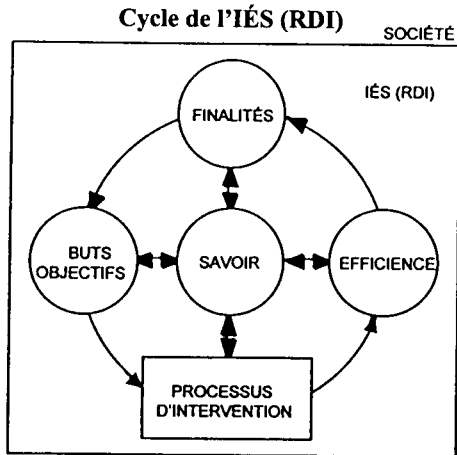 Cycle de l'IÉS (RDI)
SOCIÉTÉ
IÉS (RDI)
FINALITÉS
BUTS
OBJECTIFS
SAVOIR
EFFICIENCE
PROCESSUS
D'INTERVENTION